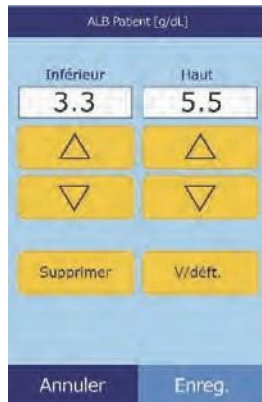 ALB Patient [g/dL]
Inférieur Haut
3.3 5.5
Supprimer V/déft.
Annuler Enreg.